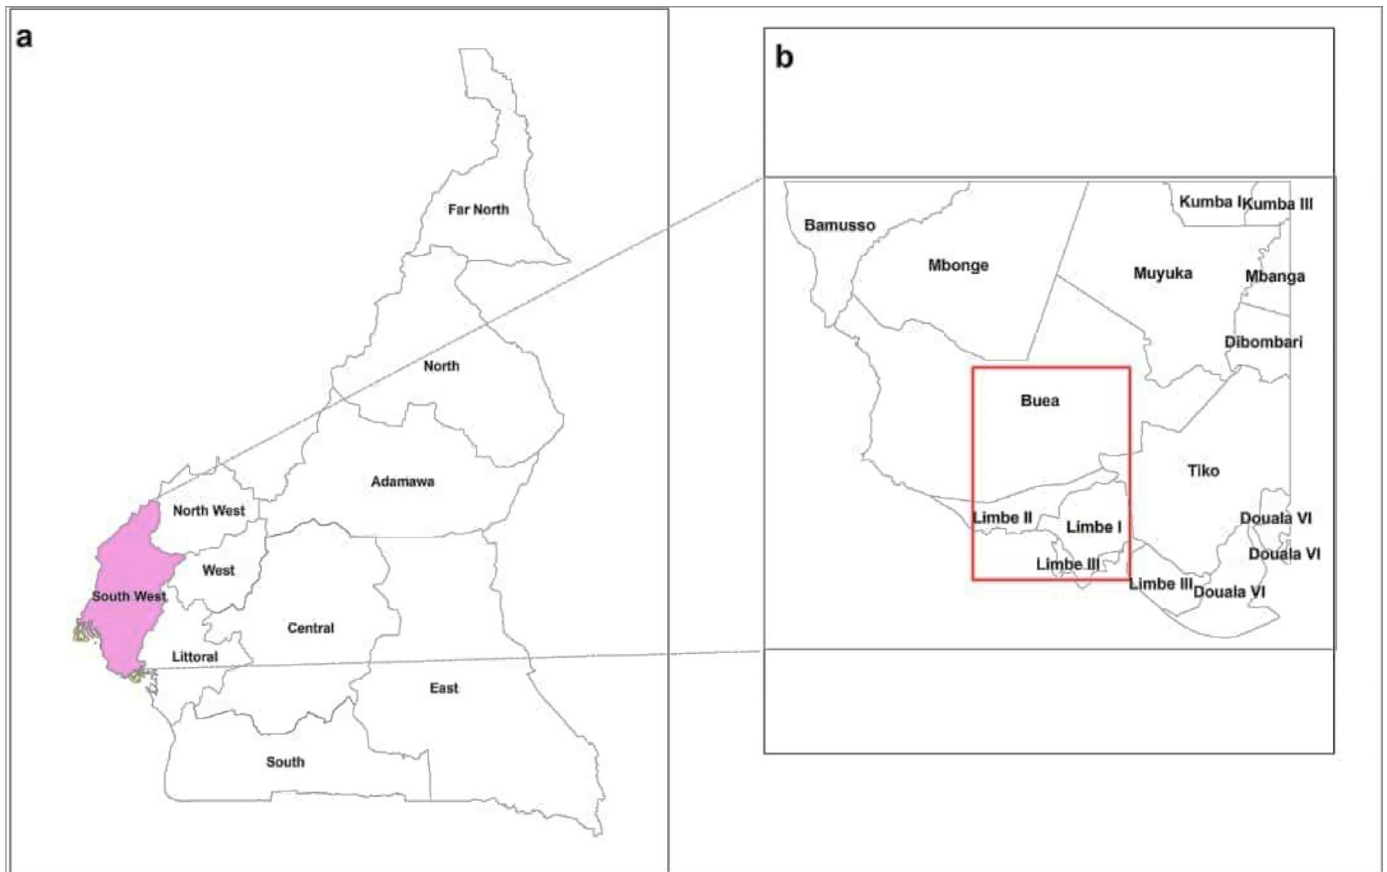 a
Far North
North
Adamawa
North West
West
South West
Central
Littoral
East
South
b
Bamusso
Kumba I
Kumba III
Mbonge
Muyuka
Mbanga
Dibombari
Buea
Tiko
Limbe II
Limbe I
Douala VI
Douala VI
Limbe III
Limbe III
Douala VI